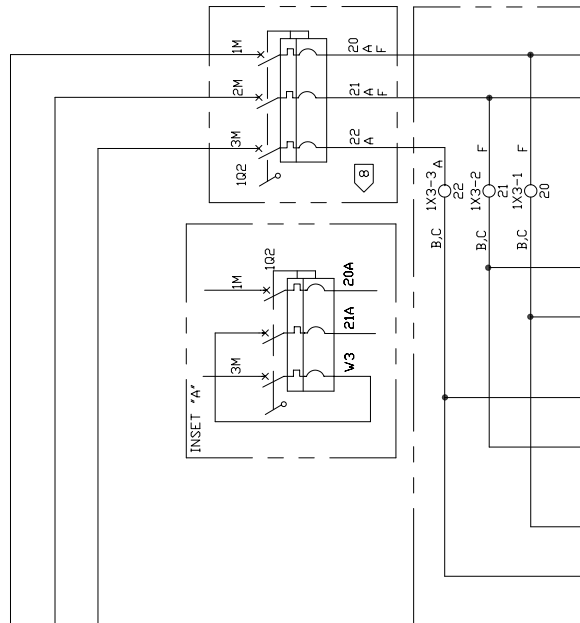 1M
2M
3M
1Q2
20
A
F
21
A
F
22
A
8
1X3-3
A
22
B,C
1X3-2
F
21
B,C
1X3-1
F
20
B,C
INSET "A"
1M
3M
1Q2
20A
21A
W3